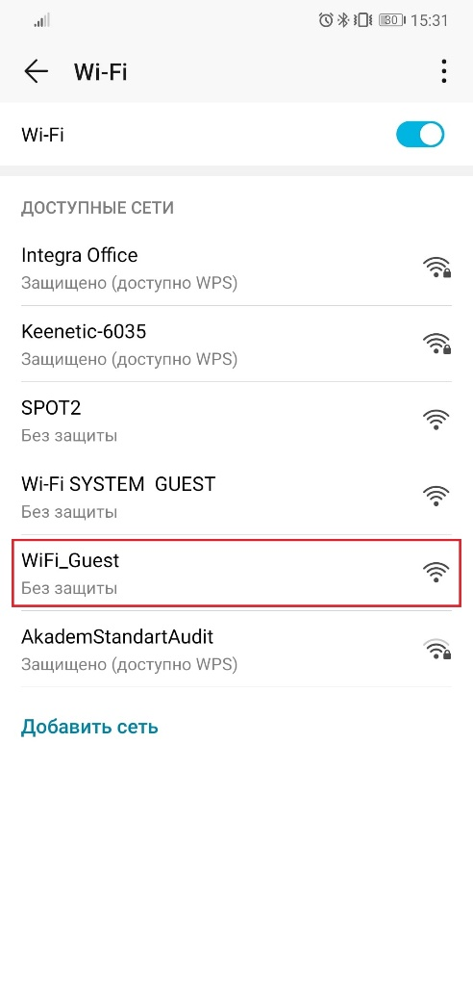 80 15:31
Wi-Fi
Wi-Fi
ДОСТУПНЫЕ СЕТИ
Integra Office
Защищено (доступно WPS)
Keenetic-6035
Защищено (доступно WPS)
SPOT2
Без защиты
Wi-Fi SYSTEM GUEST
Без защиты
WiFi_Guest
Без защиты
AkademStandartAudit
Защищено (доступно WPS)
Добавить сеть